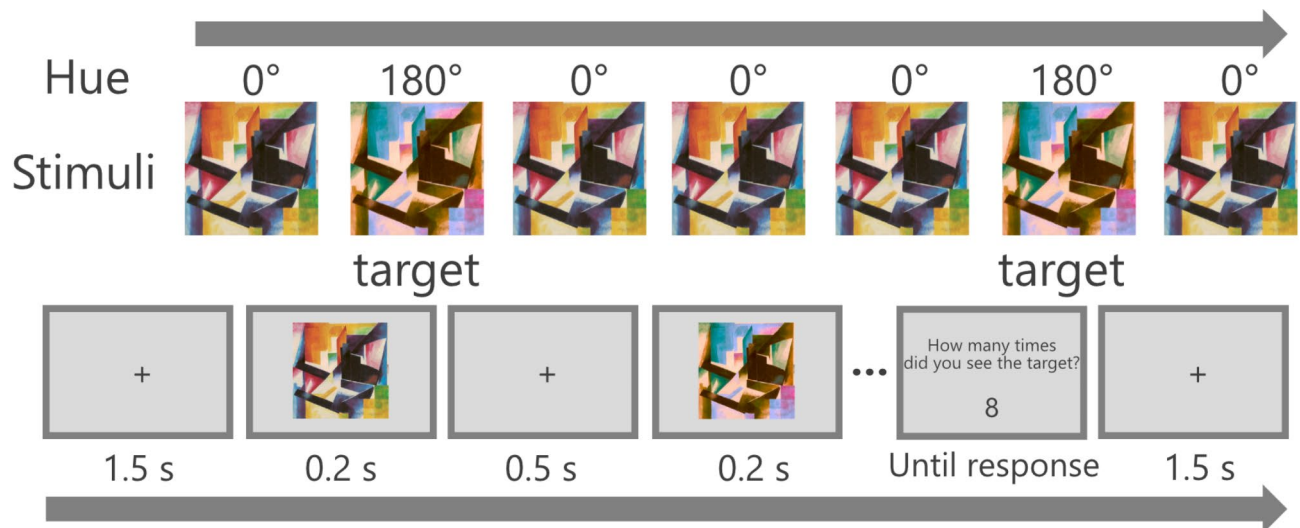 Hue 0° 180° 0° 0° 0° 180° 0°
Stimuli
target target
+ + How many times
did you see the target?
8 +
••• 
1.5 s 0.2 s 0.5 s 0.2 s Until response 1.5 s